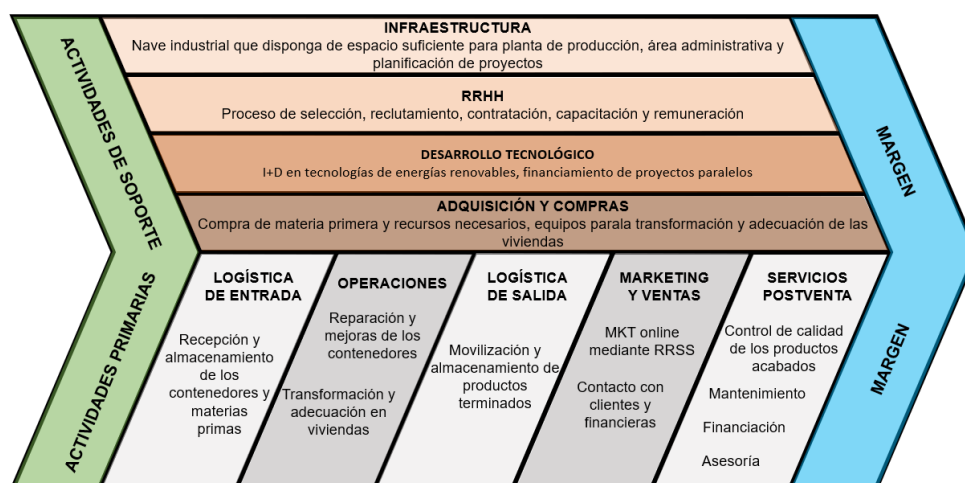 ACTIVIDADES DE SOPORTE
INFRAESTRUCTURA
Nave industrial que disponga de espacio suficiente para planta de producción, área administrativa y
planificación de proyectos
RRHH
Proceso de selección, reclutamiento, contratación, capacitación y remuneración
DESARROLLO TECNOLÓGICO
I+D en tecnologías de energías renovables, financiamiento de proyectos paralelos
ADQUISICIÓN Y COMPRAS
Compra de materia primera y recursos necesarios, equipos parala transformación y adecuación de las
viviendas
MARGEN
ACTIVIDADES PRIMARIAS
LOGÍSTICA
DE ENTRADA
Recepción y
almacenamiento
de los
contenedores y
materias
primas
OPERACIONES
Reparación y
mejoras de los
contenedores
Transformación y
adecuación en
viviendas
LOGÍSTICA
DE SALIDA
Movilización y
almacenamiento de
productos
terminados
MARKETING
Y VENTAS
MKT online
mediante RRSS
Contacto con
clientes y
financieras
SERVICIOS
POSTVENTA
Control de calidad
de los productos
acabados
Mantenimiento
Financiación
Asesoría
MARGEN